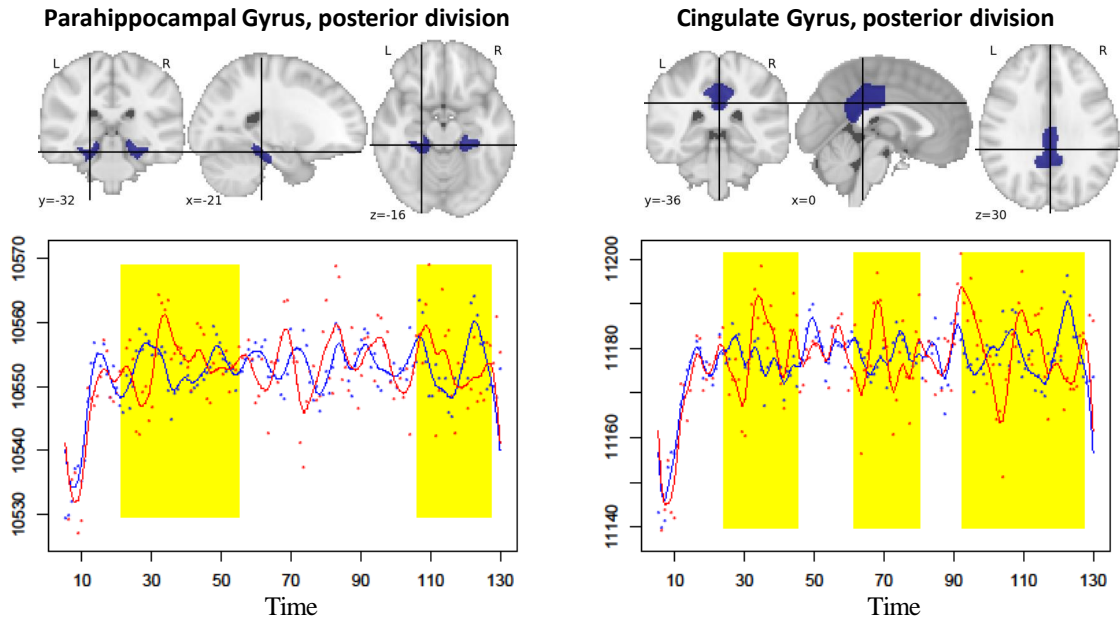 Parahippocampal Gyrus, posterior division
L R R
L
y=-32 x=-21 z=-16
10570
10560
10550
10540
10530
10 30 50 70 90 110 130
Time
Cingulate Gyrus, posterior division
L R L R
y=-36 x=0 z=30
11200
11180
11160
11140
10 30 50 70 90 110 130
Time